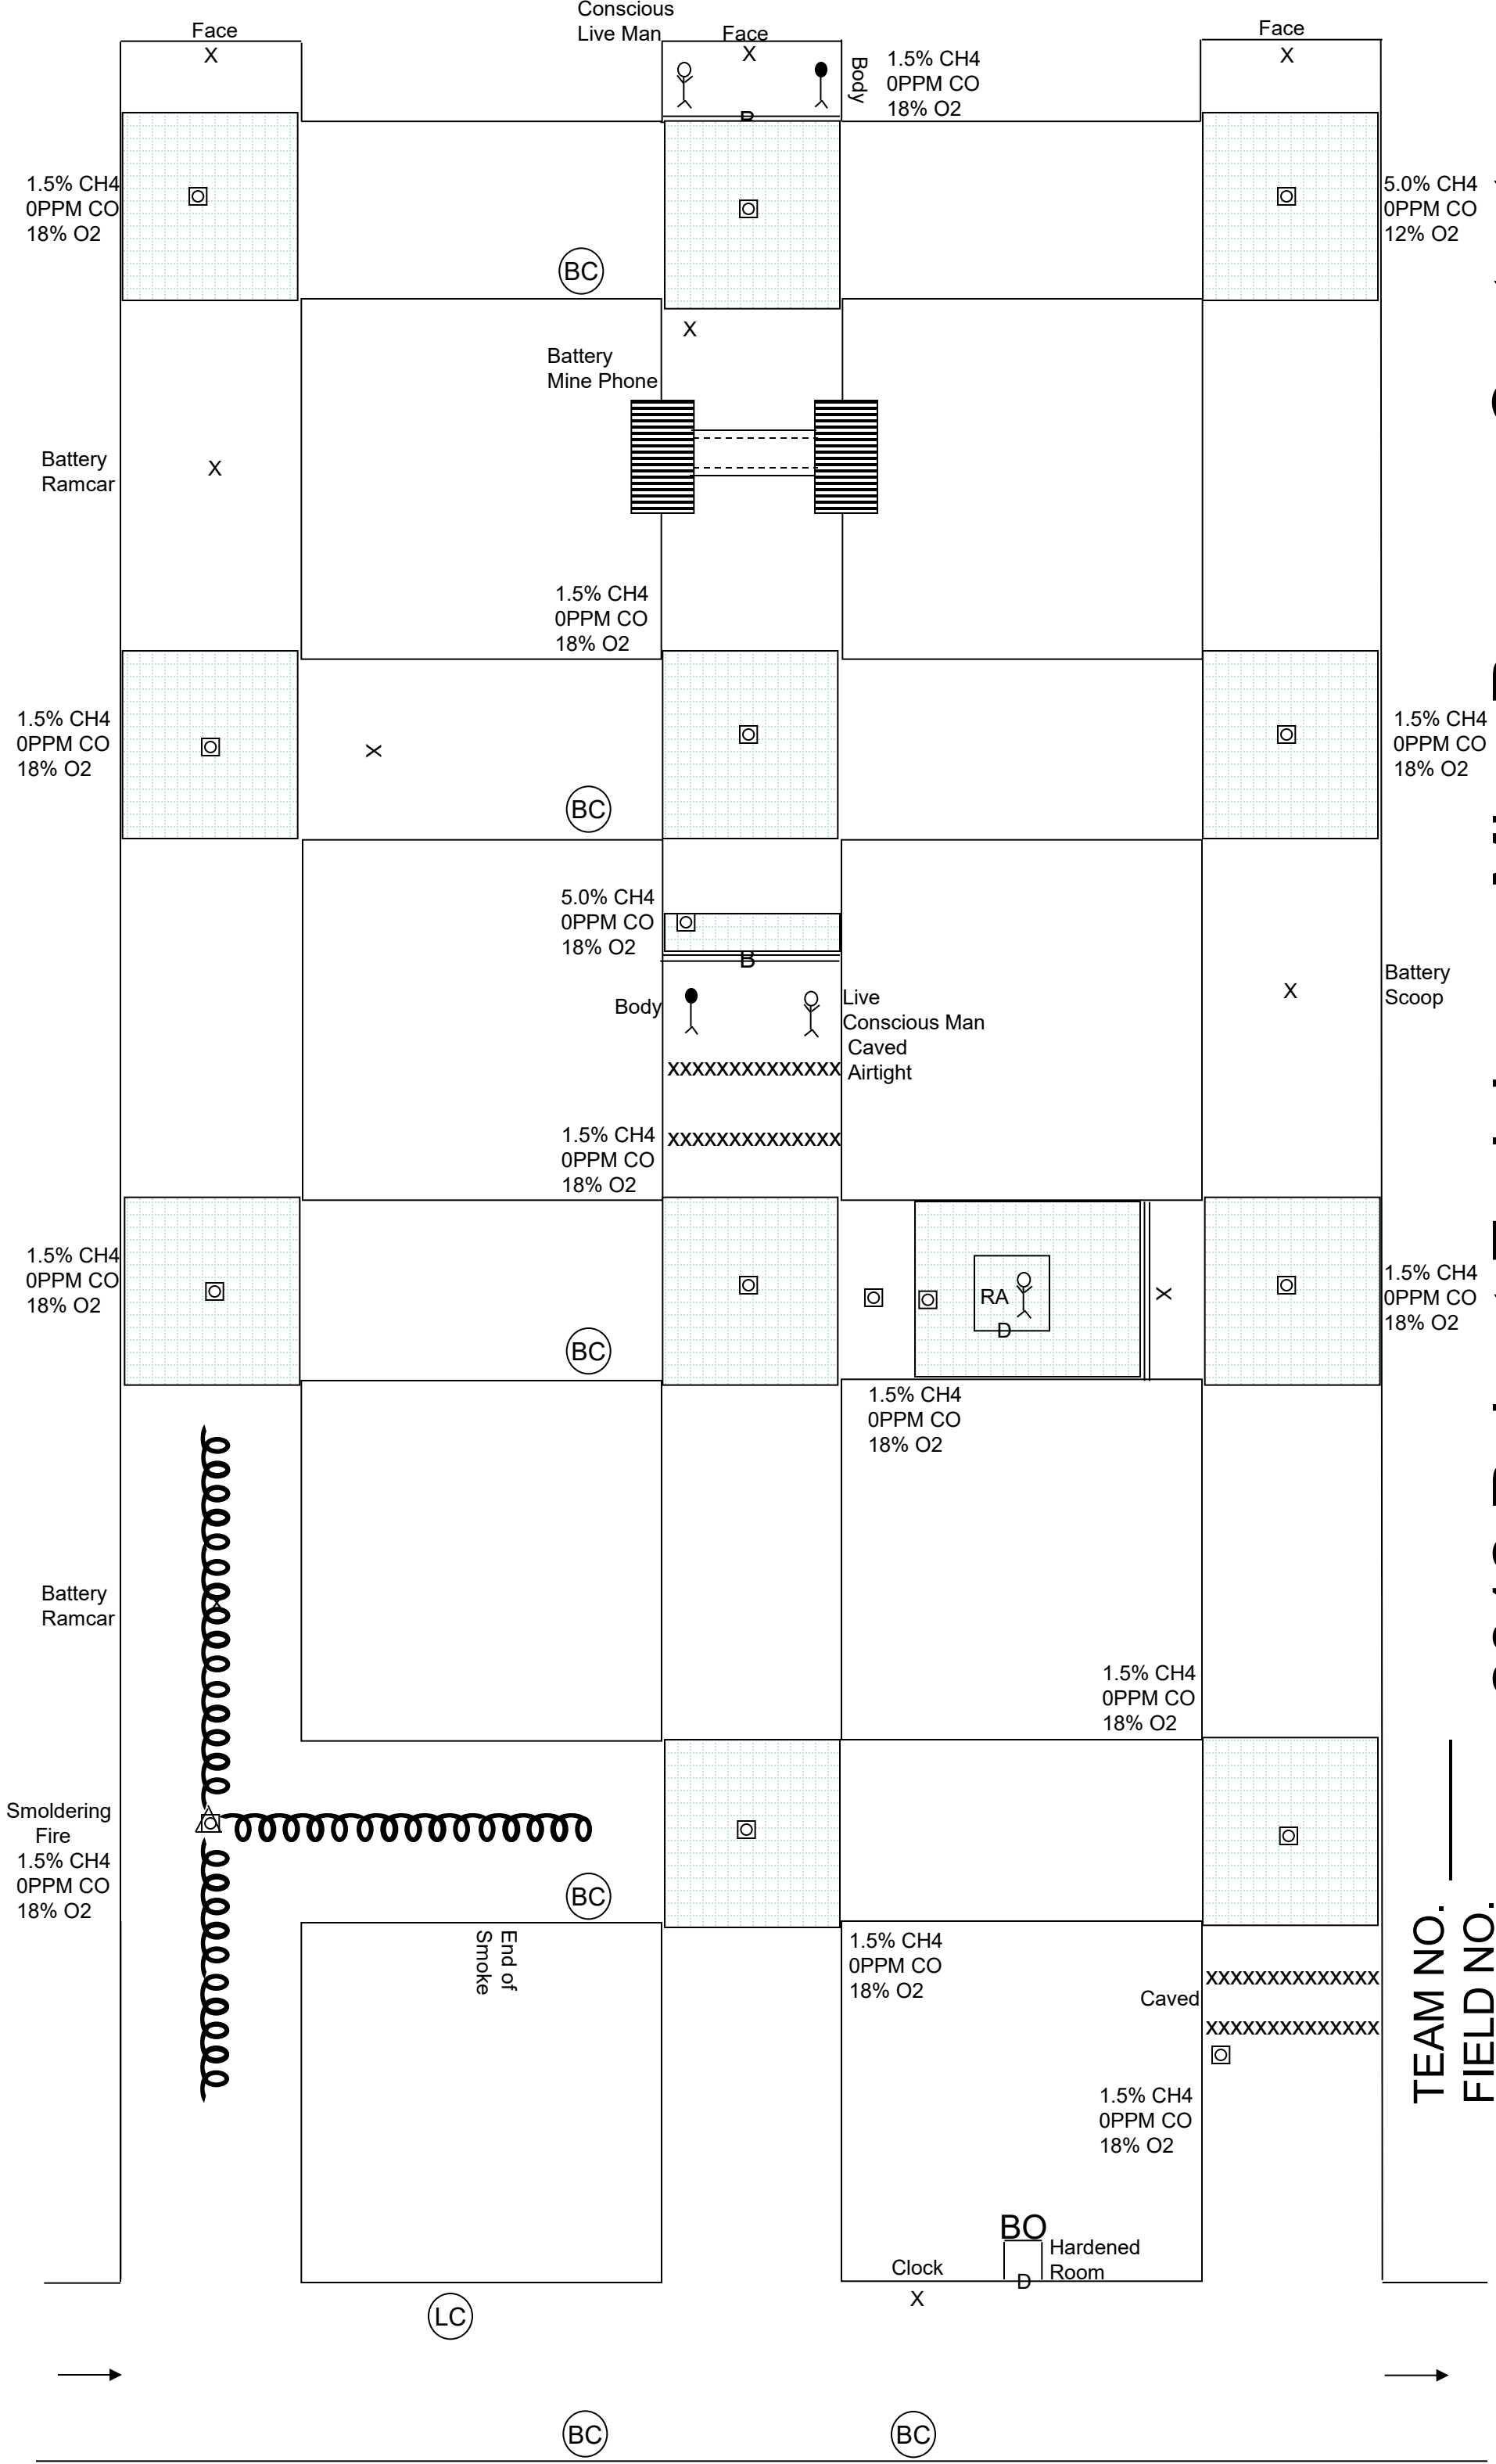 Conscious
Live Man
Face
Face
Face
X
X
X
Body
1.5% CH4
0PPM CO
18% O2
1.5% CH4
0PPM CO
18% O2
5.0% CH4
0PPM CO
12% O2
BC
X
Battery
Mine Phone
Battery
Ramcar
X
1.5% CH4
0PPM CO
18% O2
1.5% CH4
0PPM CO
18% O2
X
1.5% CH4
0PPM CO
18% O2
BC
5.0% CH4
0PPM CO
18% O2
B
Body
Live
Conscious Man
Caved
Airtight
X
Battery
Scoop
XXXXXXXXXXXXXX
XXXXXXXXXXXXXX
1.5% CH4
0PPM CO
18% O2
1.5% CH4
0PPM CO
18% O2
RA
D
X
1.5% CH4
0PPM CO
18% O2
BC
1.5% CH4
0PPM CO
18% O2
Battery
Ramcar
1.5% CH4
0PPM CO
18% O2
Smoldering
Fire
1.5% CH4
0PPM CO
18% O2
BC
End of
Smoke
1.5% CH4
0PPM CO
18% O2
XXXXXXXXXXXXXX
Caved
XXXXXXXXXXXXXX
1.5% CH4
0PPM CO
18% O2
TEAM NO.
FIELD NO.
BO
Hardened
Room
Clock
D
X
LC
BC
BC